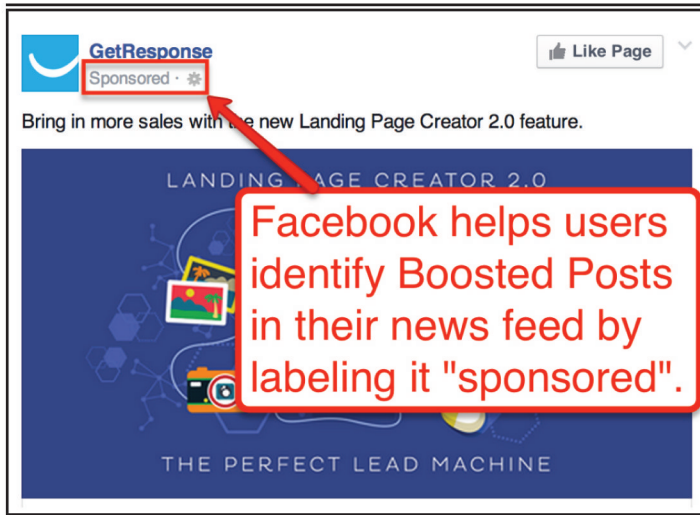 GetResponse
Like Page
Sponsored ·
Bring in more sales with the new Landing Page Creator 2.0 feature.
LANDING PAGE CREATOR 2.0
Facebook helps users
identify Boosted Posts
in their news feed by
labeling it "sponsored".
THE PERFECT LEAD MACHINE